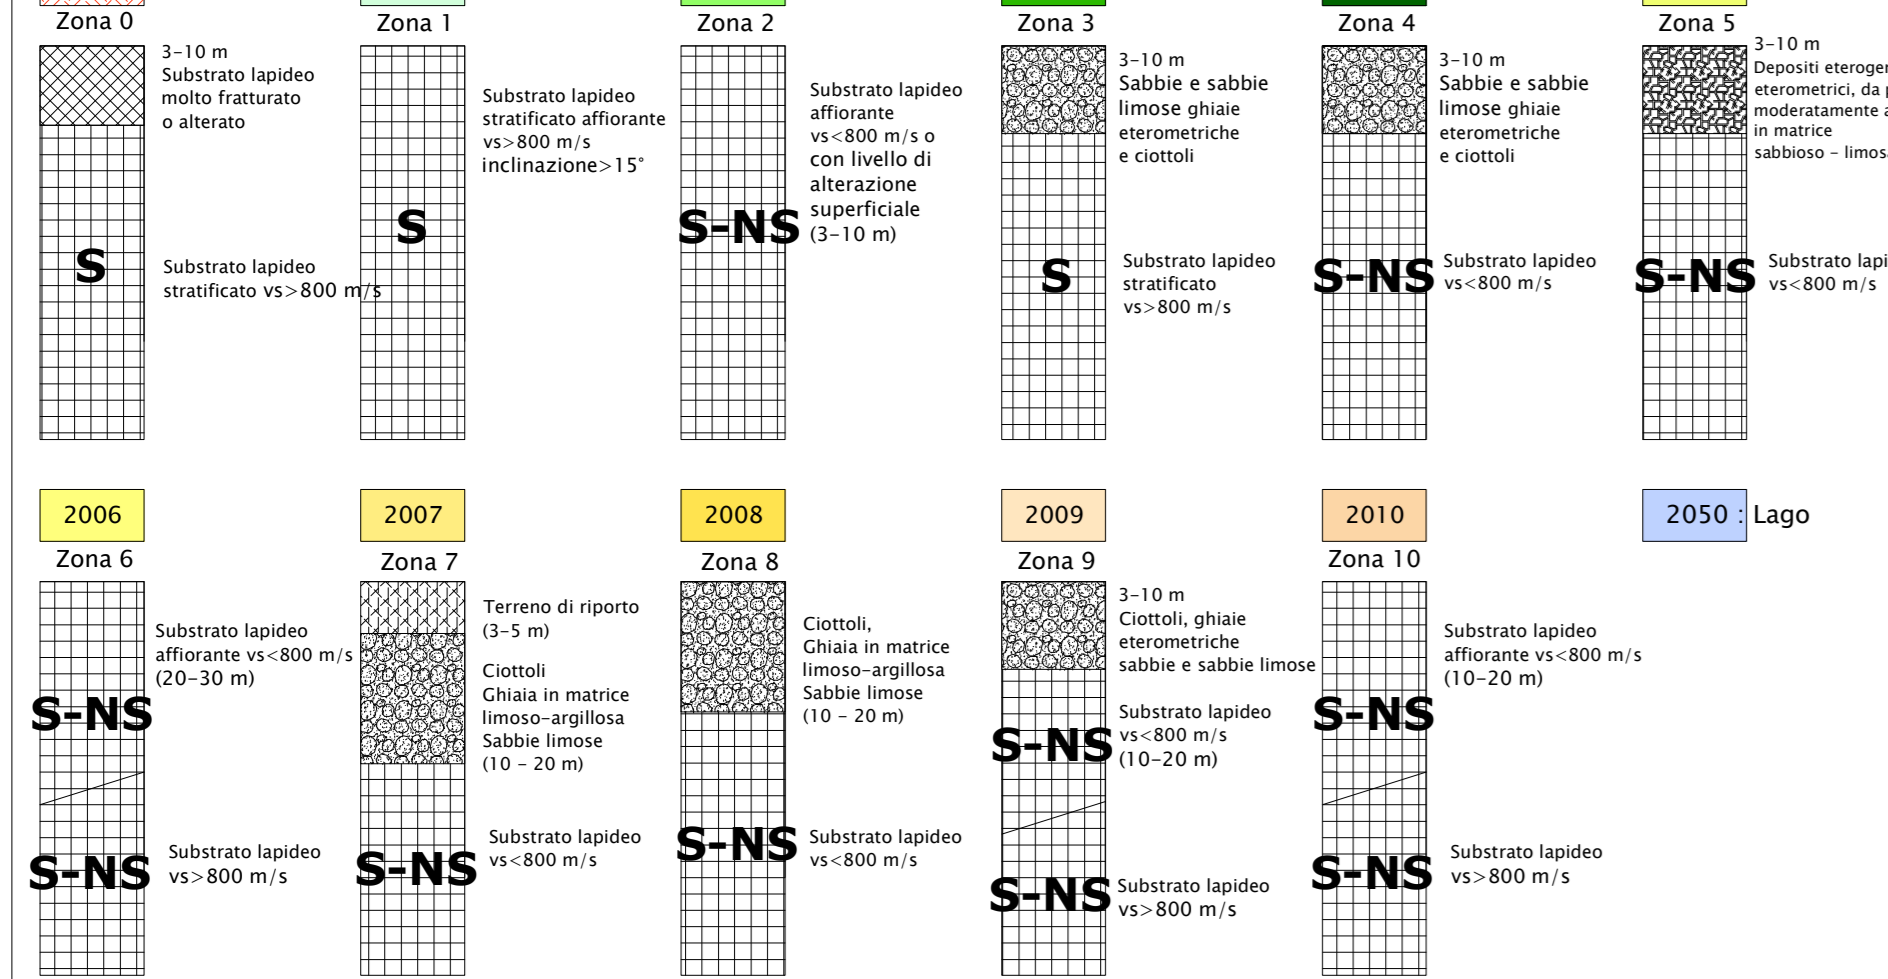 Zona 0
3-10 m
Substrato lapideo
molto fratturato
o alterato
S
Substrato lapideo
stratificato vs>800 m/s
Zona 1
Substrato lapideo
stratificato affiorante
vs>800 m/s
inclinazione>15°
S
Zona 2
Substrato lapideo
affiorante
vs<800 m/s o
con livello di
alterazione
superficiale
(3-10 m)
S-NS
Zona 3
3-10 m
Sabbie e sabbie
limose ghiaie
eterometriche
e ciottoli
S
Substrato lapideo
stratificato
vs>800 m/s
Zona 4
3-10 m
Sabbie e sabbie
limose ghiaie
eterometriche
e ciottoli
S-NS
Substrato lapideo
vs<800 m/s
Zona 5
3-10 m
Depositi
eterometrici, da
moderatamente
in matrice
sabbioso -
S-NS
Substrato
vs<800 m/s
2006
Zona 6
Substrato lapideo
affiorante vs<800 m/s
(20-30 m)
S-NS
S-NS
Substrato lapideo
vs>800 m/s
2007
Zona 7
Terreno di riporto
(3-5 m)
Ciottoli
Ghiaia in matrice
limoso-argillosa
Sabbie limose
(10 - 20 m)
S-NS
Substrato lapideo
vs<800 m/s
2008
Zona 8
Ciottoli,
Ghiaia in matrice
limoso-argillosa
Sabbie limose
(10 - 20 m)
S-NS
Substrato lapideo
vs<800 m/s
2009
Zona 9
3-10 m
Ciottoli, ghiaie
eterometriche
sabbie e sabbie limose
Substrato lapideo
vs<800 m/s
(10-20 m)
S-NS
S-NS
Substrato lapideo
vs>800 m/s
2010
Zona 10
Substrato lapideo
affiorante vs<800 m/s
(10-20 m)
S-NS
S-NS
Substrato lapideo
vs>800 m/s
2050 : Lago